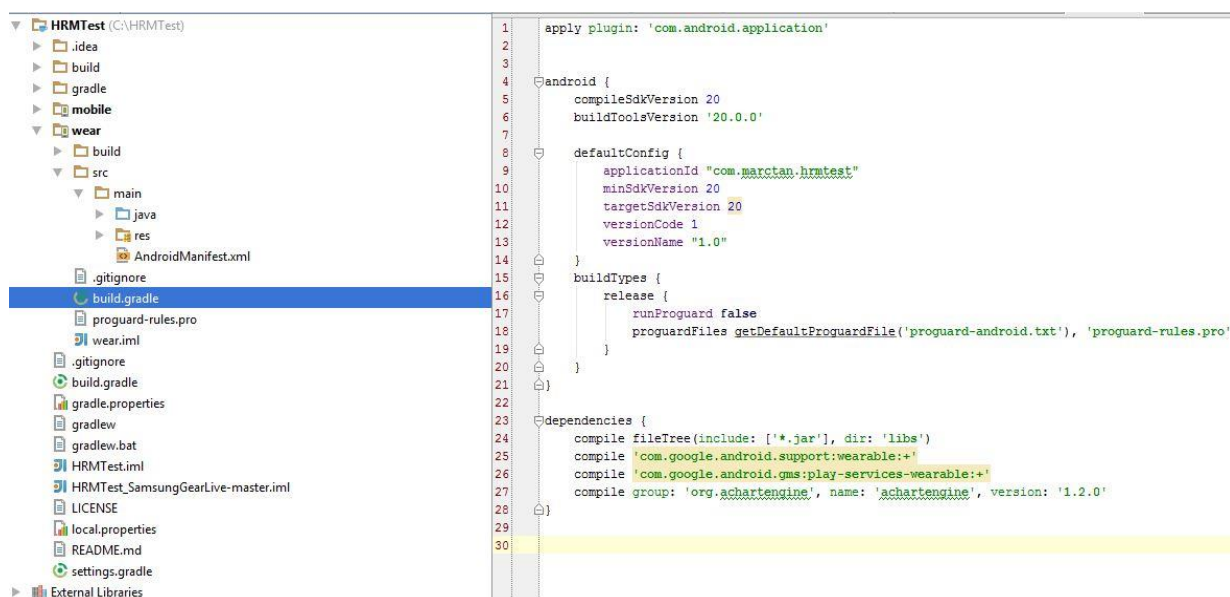 HRMTest (C:\HRMTest)
.idea
build
gradle
mobile
wear
build
src
main
java
res
AndroidManifest.xml
.gitignore
build.gradle
proguard-rules.pro
wear.iml
.gitignore
build.gradle
gradle.properties
gradlew
gradlew.bat
HRMTest.iml
HRMTest_SamsungGearLive-master.iml
LICENSE
local.properties
README.md
settings.gradle
External Libraries
1 apply plugin: 'com.android.application'
2
3
4 android {
5 compileSdkVersion 20
6 buildToolsVersion '20.0.0'
7
8 defaultConfig {
9 applicationId "com.marctan.hrmtest"
10 minSdkVersion 20
11 targetSdkVersion 20
12 versionCode 1
13 versionName "1.0"
14 }
15 buildTypes {
16 release {
17 runProguard false
18 proguardFiles getDefaultProguardFile('proguard-android.txt'), 'proguard-rules.pro'
19 }
20 }
21 }
22
23 dependencies {
24 compile fileTree(include: ['*.jar'], dir: 'libs')
25 compile 'com.google.android.support:wearable:+'
26 compile 'com.google.android.gms:play-services-wearable:+'
27 compile group: 'org.achartengine', name: 'achartengine', version: '1.2.0'
28 }
29
30